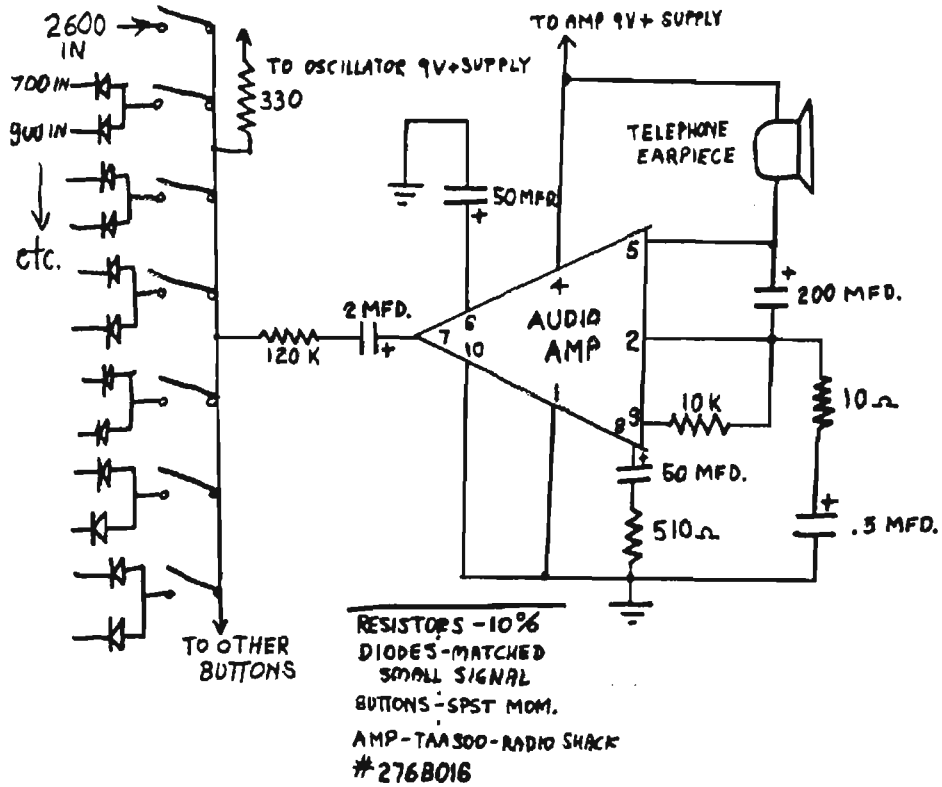 2600
IN
700 IN
900 IN
etc.
TO OSCILLATOR 9V+SUPPLY
330
TO AMP 9V+ SUPPLY
TELEPHONE
EARPIECE
50 MFR
+
2 MFD.
+
120 K
7
6
10
4
5
2
1
8
9
AUDIO
AMP
+
200 MFD.
10K
10Ω
+
50 MFD.
510Ω
+
.5 MFD.
TO OTHER
BUTTONS
RESISTORS - 10%
DIODES - MATCHED
SMALL SIGNAL
BUTTONS - SPST MOM.
AMP - TAA300 - RADIO SHACK
# 276B016